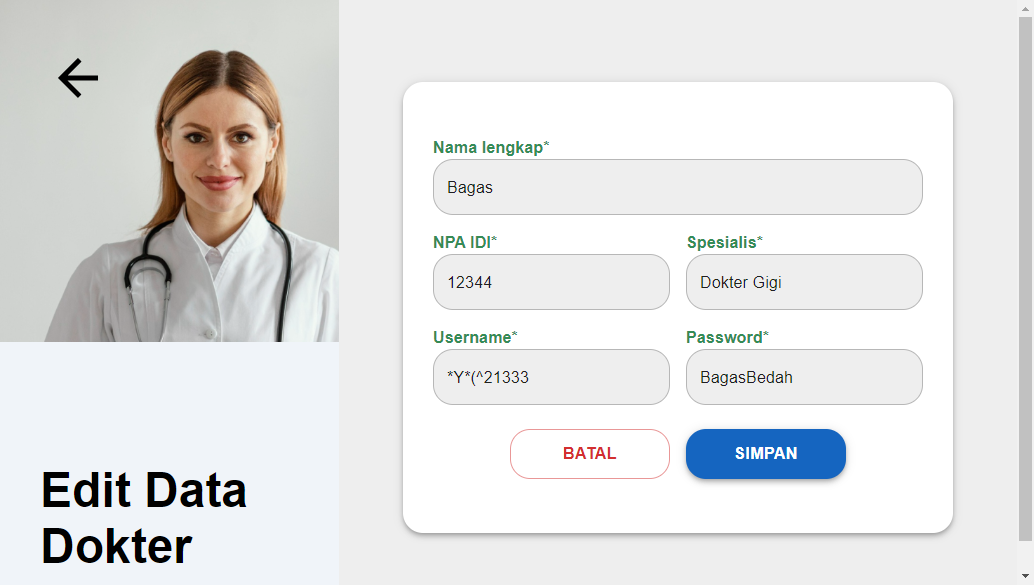 Edit Data
Dokter
Nama lengkap*
Bagas
NPA IDI*
Spesialis*
12344
Dokter Gigi
Username*
Password*
*Y*(^21333
BagasBedah
BATAL
SIMPAN